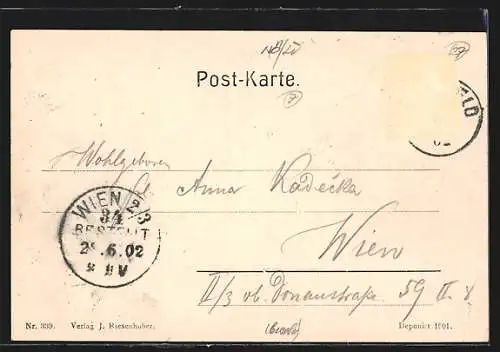 Post-Karte.
Wohlgeboren
Anna Kadečka
WIEN 2/3
34
BESTELLT
2 .6.02
Wien
II/3 ob. Donaustraße 59 II.
Nr. 339. Verlag J. Riesenhuber.
Deponirt 1901.